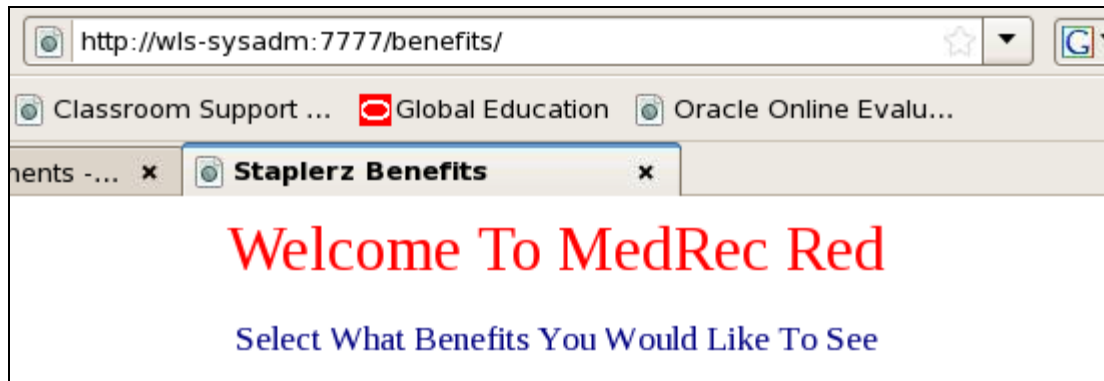 http://wls-sysadm:7777/benefits/
G
Classroom Support ... Global Education Oracle Online Evalu...
nents -... Staplerz Benefits
Welcome To MedRec Red
Select What Benefits You Would Like To See